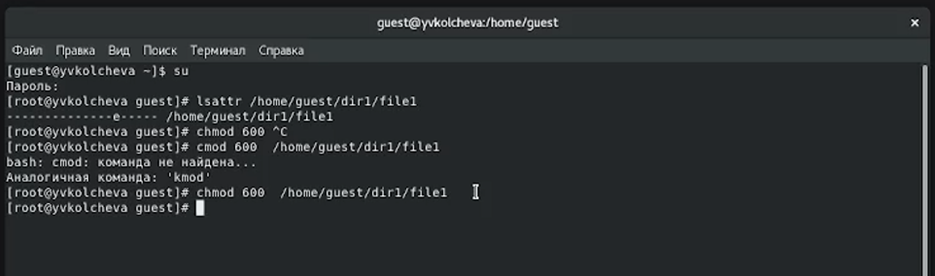 guest@yvkolcheva:/home/guest ×
Файл Правка Вид Поиск Терминал Справка
[guest@yvkolcheva ~]$ su
Пароль:
[root@yvkolcheva guest]# lsattr /home/guest/dir1/file1
--------------e----- /home/guest/dir1/file1
[root@yvkolcheva guest]# chmod 600 ^C
[root@yvkolcheva guest]# cmod 600  /home/guest/dir1/file1
bash: cmod: команда не найдена...
Аналогичная команда: 'kmod'
[root@yvkolcheva guest]# chmod 600  /home/guest/dir1/file1
[root@yvkolcheva guest]#